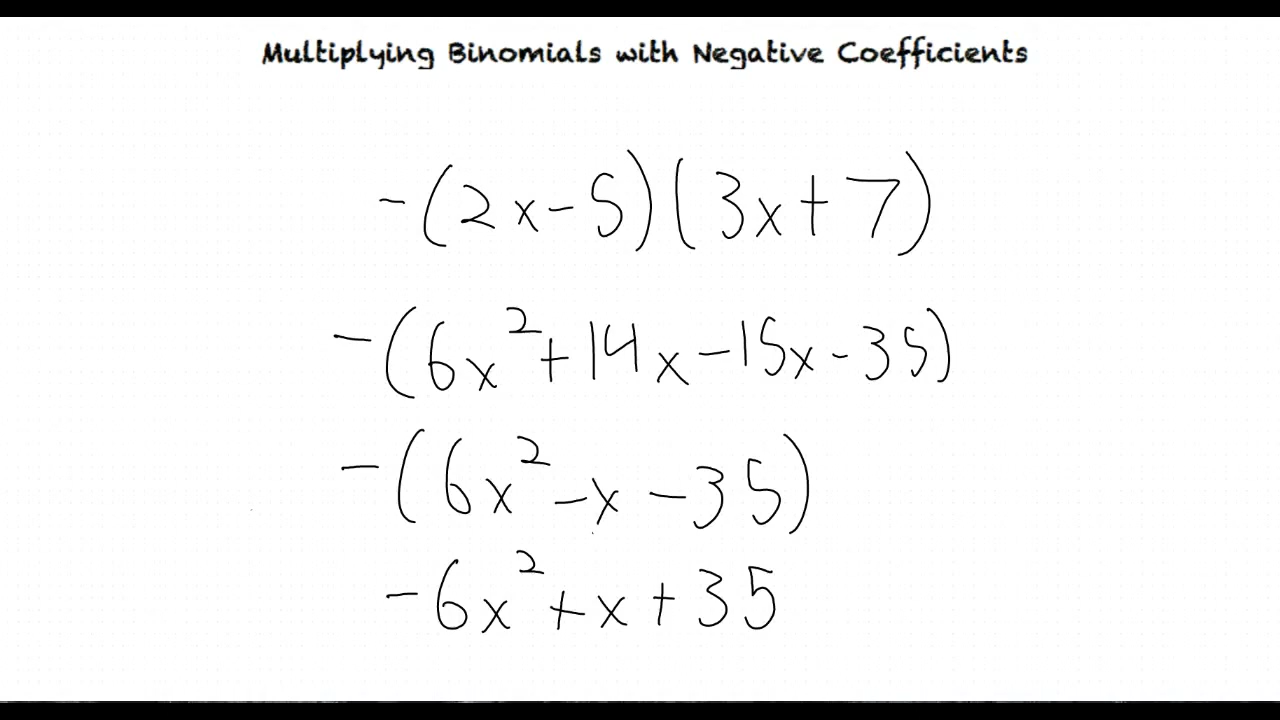 Multiplying Binomials with Negative Coefficients
-(2x-5)(3x+7)
-(6x²+14x-15x-35)
-(6x²-x-35)
-6x²+x+35